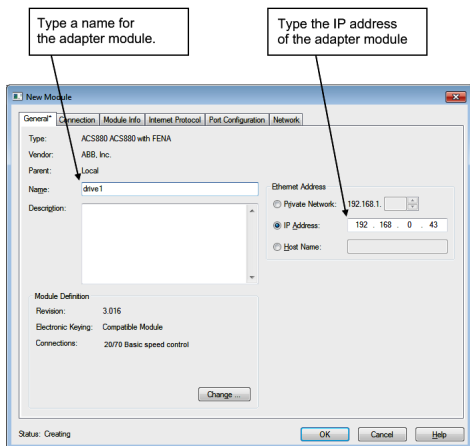 Type a name for
the adapter module.
Type the IP address
of the adapter module
New Module
General* Connection Module Info Internet Protocol Port Configuration Network
Type: ACS880 ACS880 with FENA
Vendor: ABB, Inc.
Parent: Local
Name: drive1
Description:
Ethernet Address
Private Network: 192.168.1.
IP Address: 192 . 168 . 0 . 43
Host Name:
Module Definition
Revision: 3.016
Electronic Keying: Compatible Module
Connections: 20/70 Basic speed control
Change ...
Status: Creating
OK Cancel Help